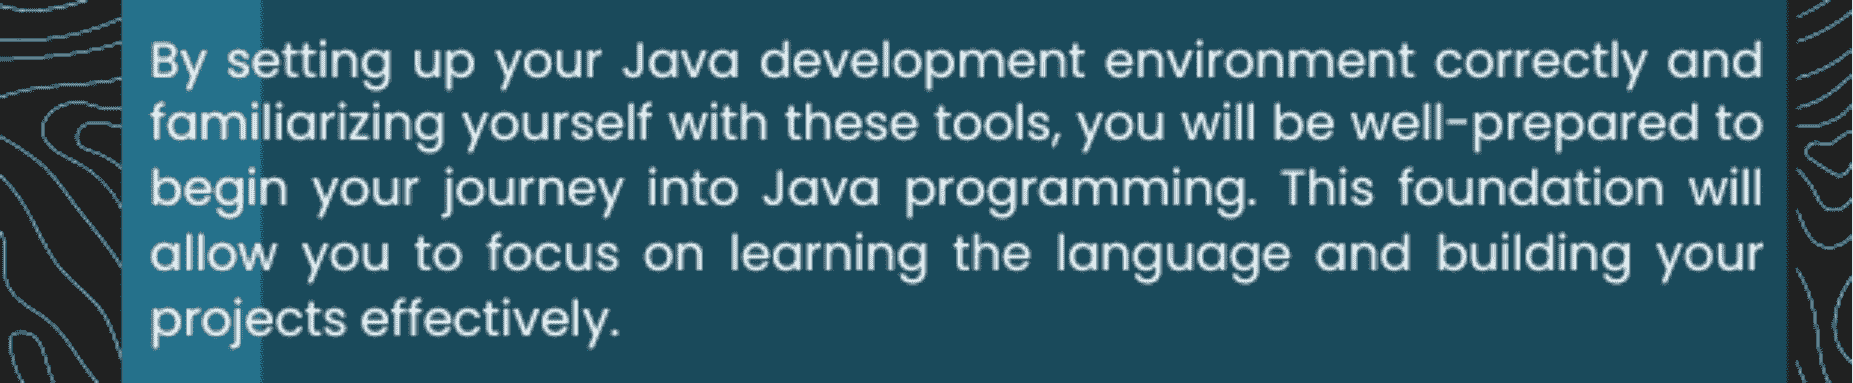 By setting up your Java development environment correctly and
familiarizing yourself with these tools, you will be well-prepared to
begin your journey into Java programming. This foundation will
allow you to focus on learning the language and building your
projects effectively.